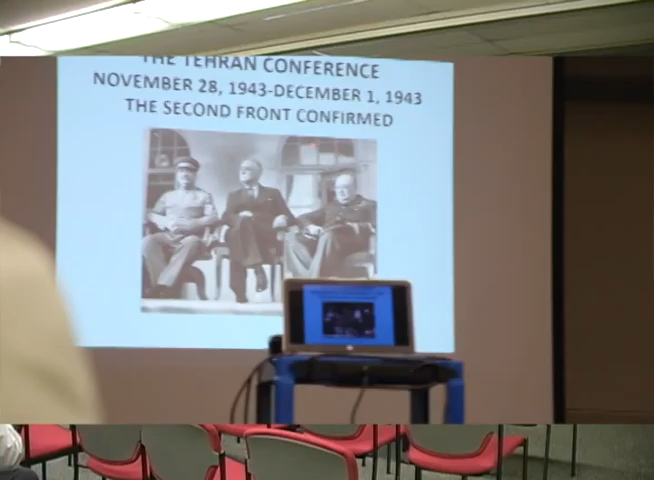 THE TEHRAN CONFERENCE
NOVEMBER 28, 1943-DECEMBER 1, 1943
THE SECOND FRONT CONFIRMED